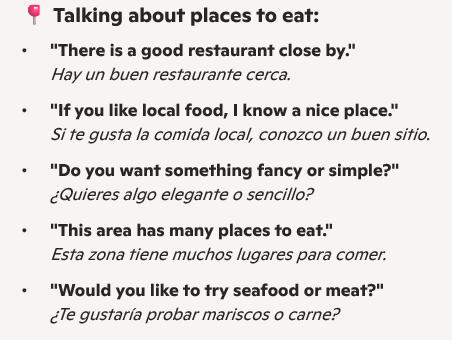 📍 Talking about places to eat:
• "There is a good restaurant close by."
Hay un buen restaurante cerca.
• "If you like local food, I know a nice place."
Si te gusta la comida local, conozco un buen sitio.
• "Do you want something fancy or simple?"
¿Quieres algo elegante o sencillo?
• "This area has many places to eat."
Esta zona tiene muchos lugares para comer.
• "Would you like to try seafood or meat?"
¿Te gustaría probar mariscos o carne?